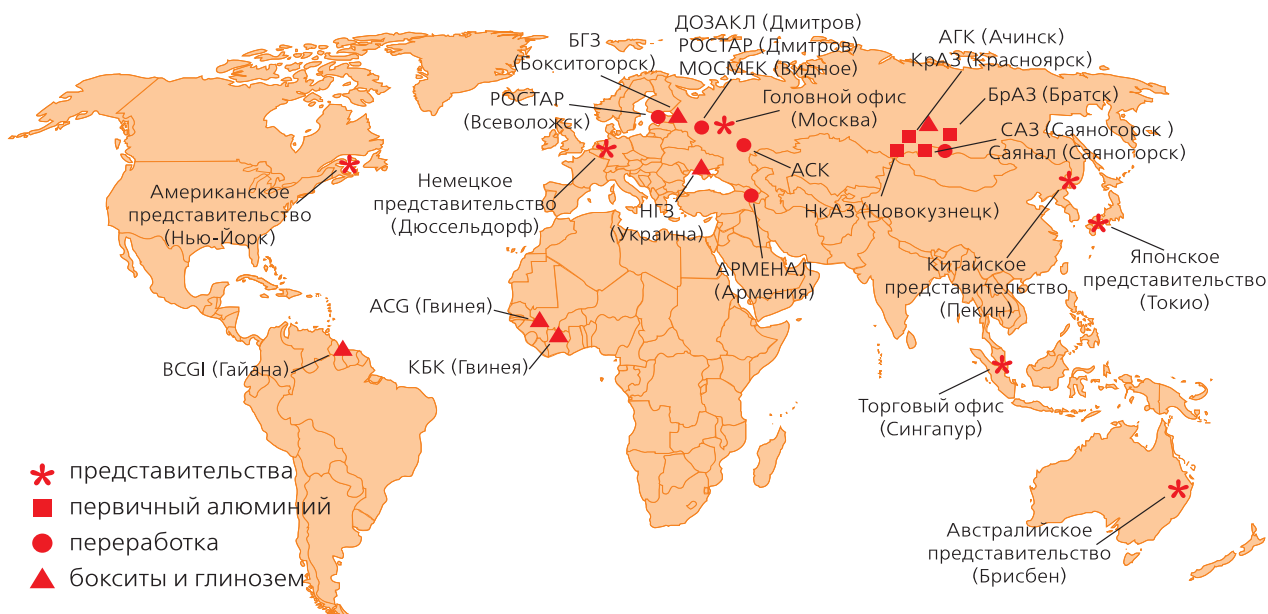 ДОЗАКЛ (Дмитров)
РОСТАР (Дмитров)
МОСМЕК (Видное)
БГЗ
(Бокситогорск)
АГК (Ачинск)
КрАЗ (Красноярск)
РОСТАР
(Всеволожск)
Головной офис
(Москва)
БрАЗ (Братск)
САЗ (Саяногорск )
Саянал (Саяногорск)
АСК
Американское
представительство
(Нью-Йорк)
Немецкое
представительство
(Дюссельдорф)
НГЗ
(Украина)
НкАЗ (Новокузнецк)
АРМЕНАЛ
(Армения)
Китайское
представительство
(Пекин)
Японское
представительство
(Токио)
ACG (Гвинея)
BCGI (Гайана)
КБК (Гвинея)
Торговый офис
(Сингапур)
Австралийское
представительство
(Брисбен)
представительства
первичный алюминий
переработка
бокситы и глинозем